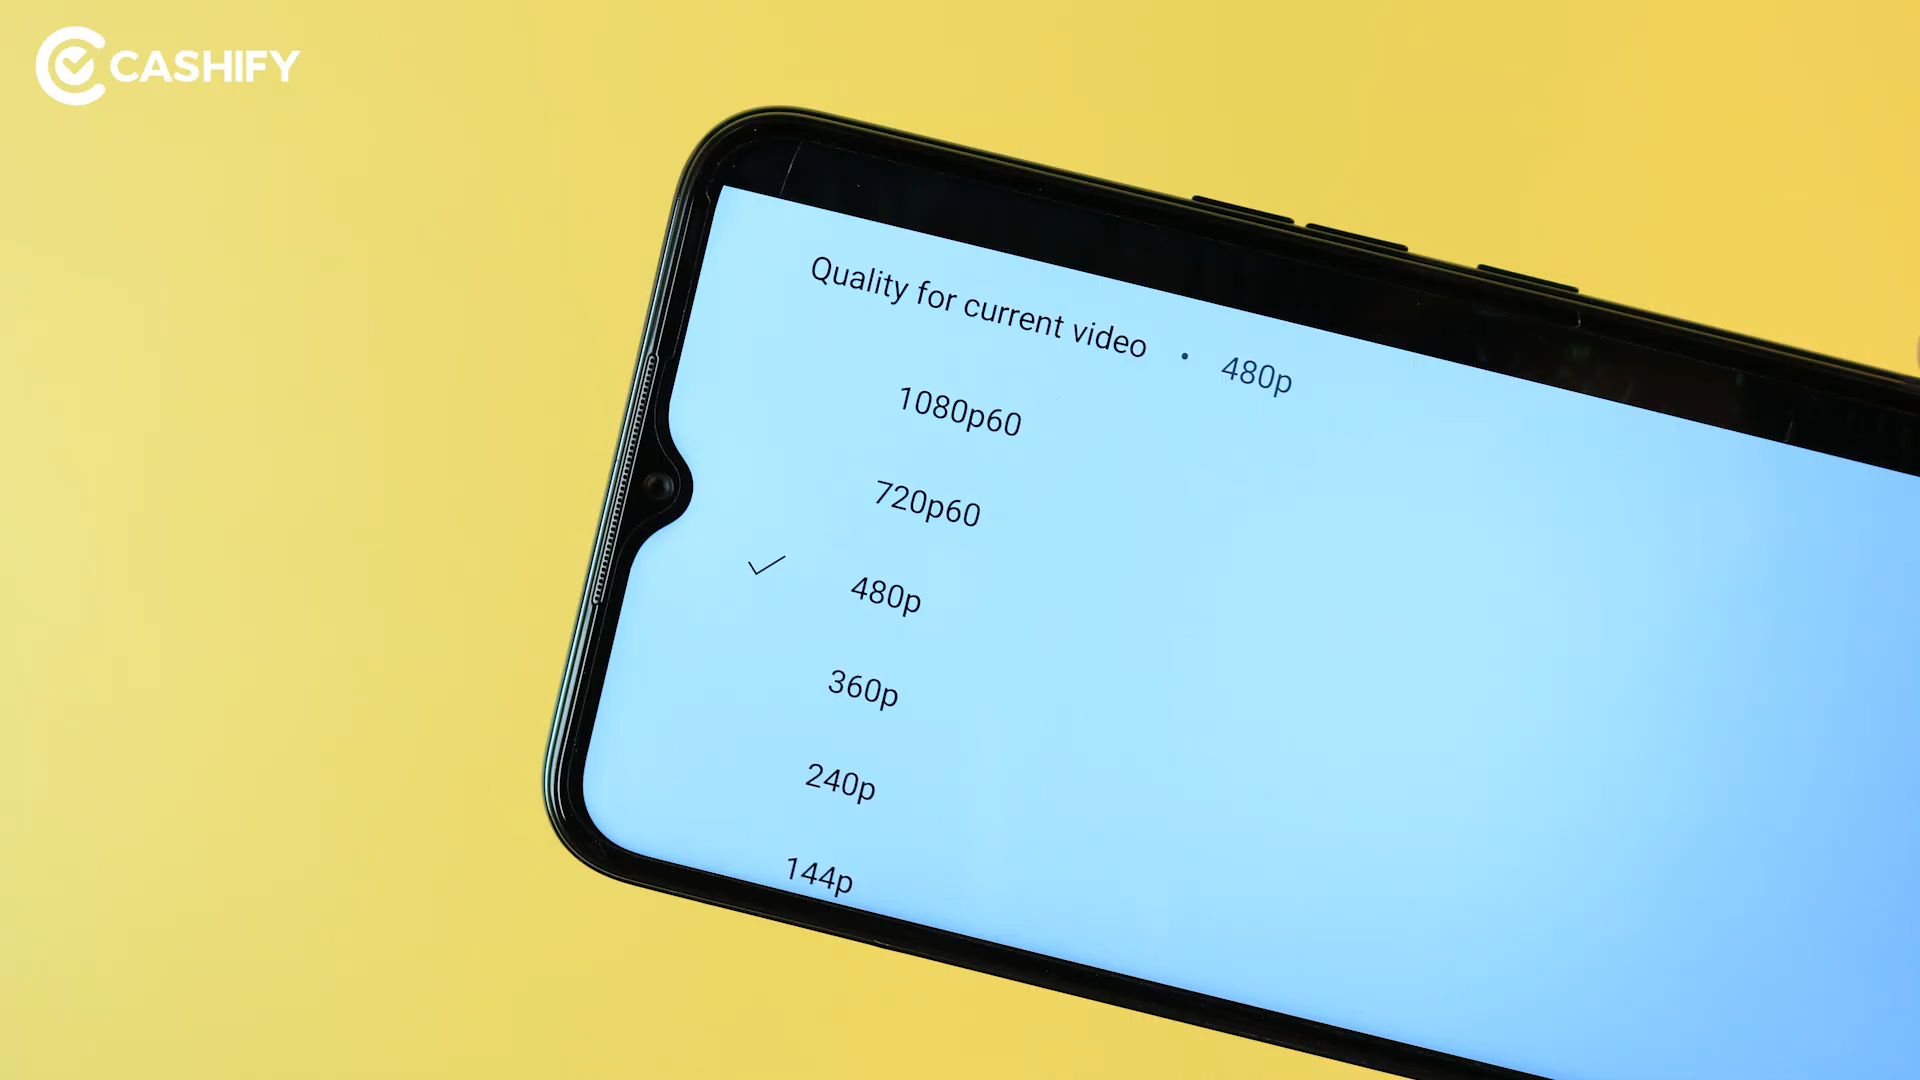 CASHIFY
Quality for current video • 480p
1080p60
720p60
480p
360p
240p
144p